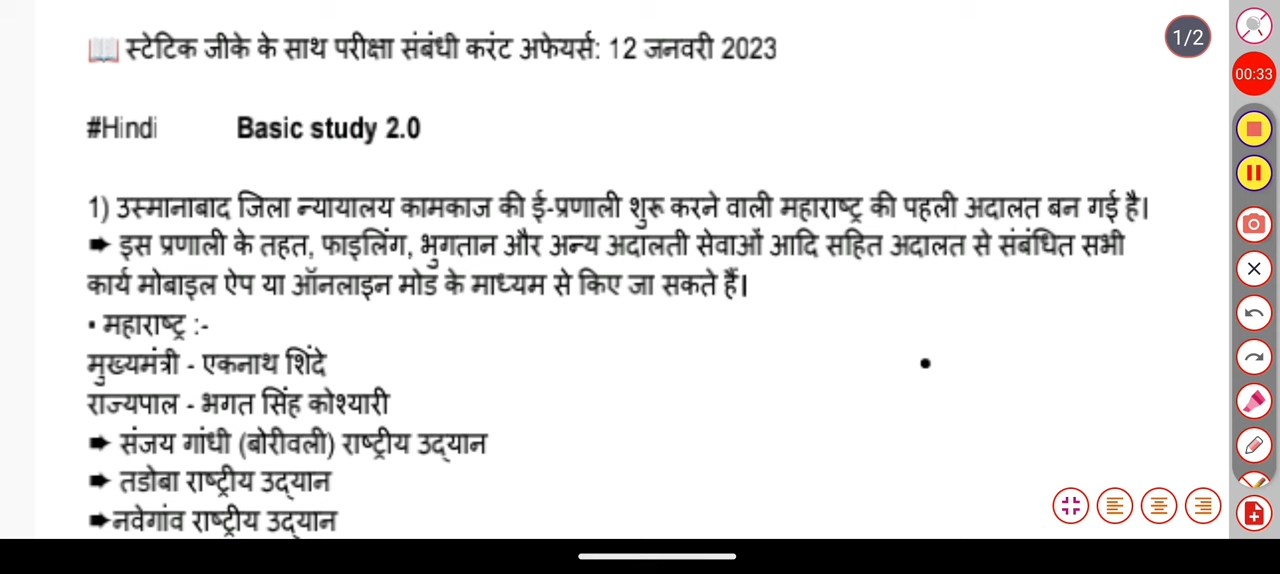 📖 स्टेटिक जीके के साथ परीक्षा संबंधी करंट अफेयर्स: 12 जनवरी 2023
1/2
00:33
#Hindi Basic study 2.0
1) उस्मानाबाद जिला न्यायालय कामकाज की ई-प्रणाली शुरू करने वाली महाराष्ट्र की पहली अदालत बन गई है।
➨ इस प्रणाली के तहत, फाइलिंग, भुगतान और अन्य अदालती सेवाओं आदि सहित अदालत से संबंधित सभी
कार्य मोबाइल ऐप या ऑनलाइन मोड के माध्यम से किए जा सकते हैं।
▪️महाराष्ट्र :-
मुख्यमंत्री - एकनाथ शिंदे
राज्यपाल - भगत सिंह कोश्यारी
➨ संजय गांधी (बोरीवली) राष्ट्रीय उद्यान
➨ तडोबा राष्ट्रीय उद्यान
➨नवेगांव राष्ट्रीय उद्यान